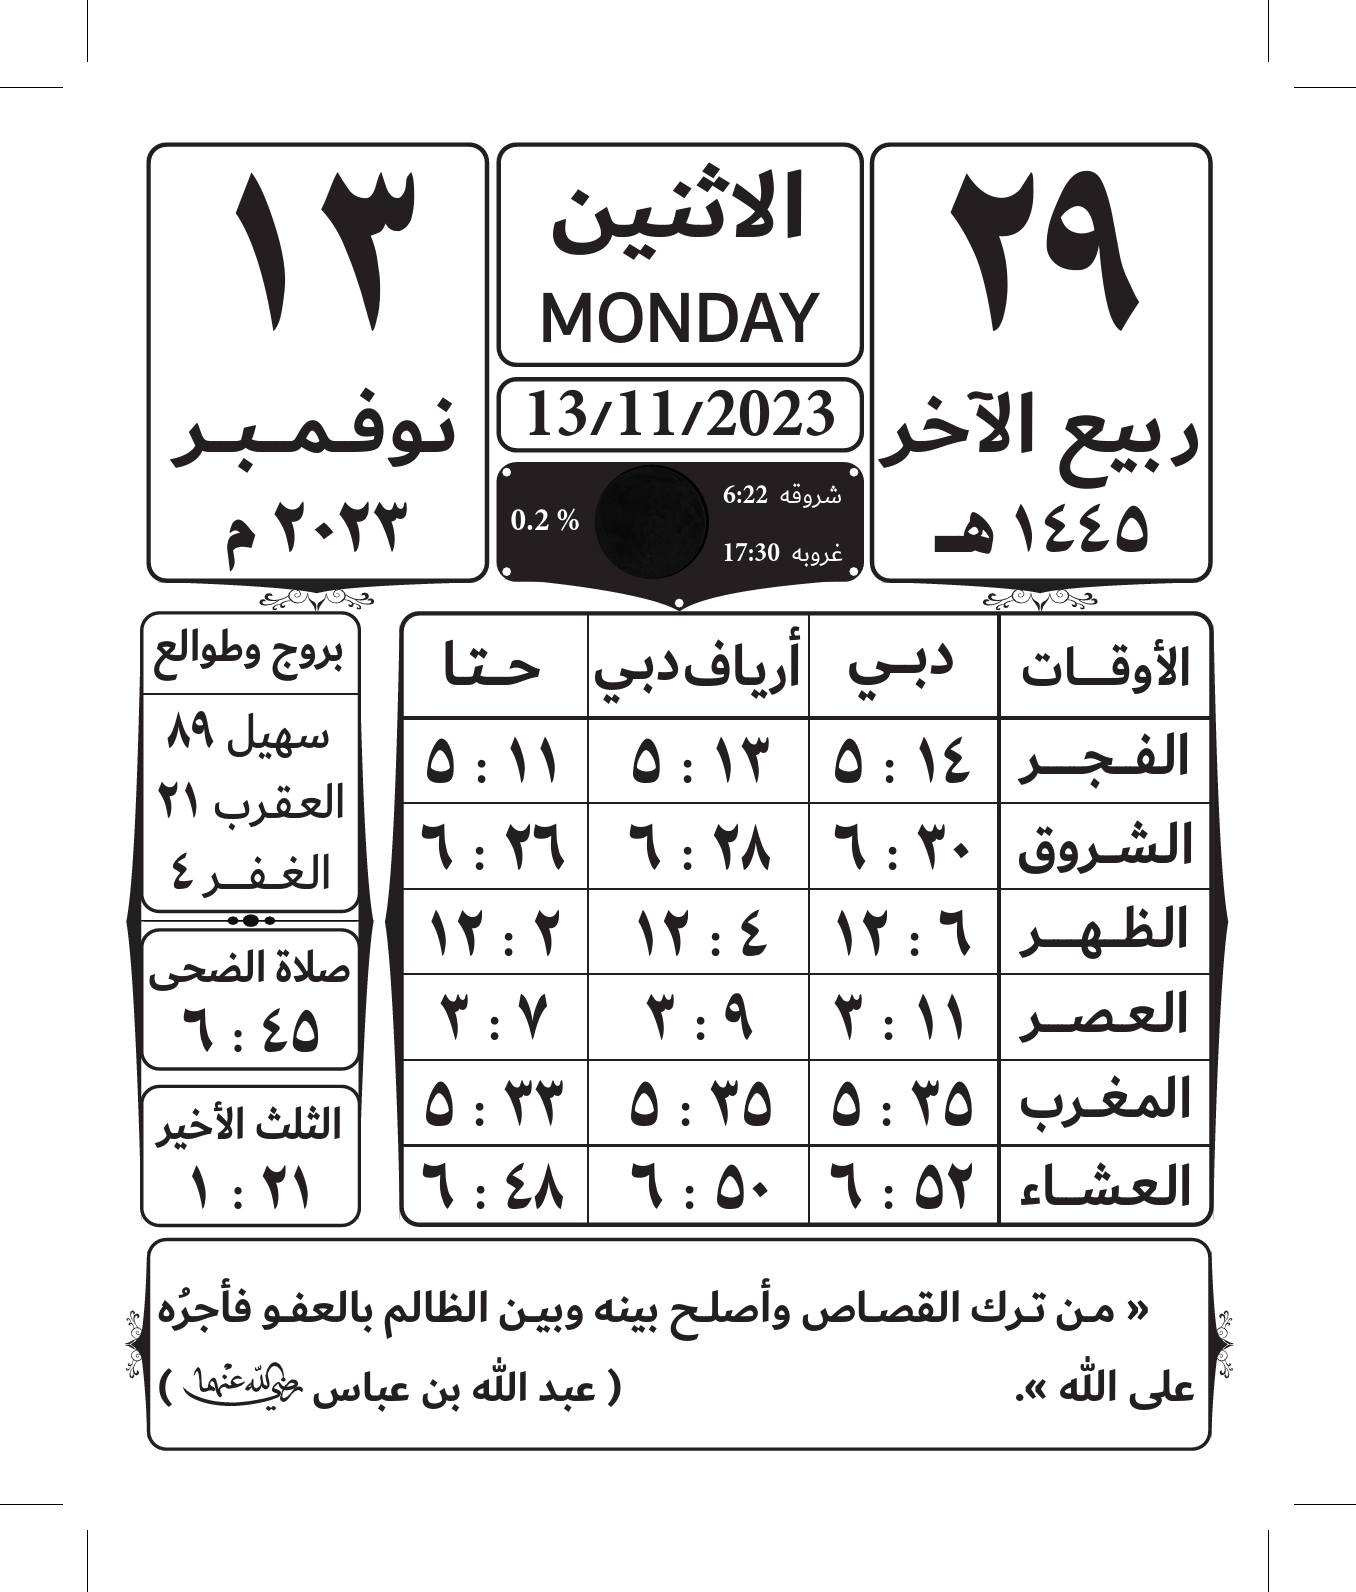 ٢٩
ربيع الآخر
١٤٤٥ هـ
الاثنين
MONDAY
13/11/2023
شروقه 6:22
غروبه 17:30
0.2 %
١٣
نوفمبر
٢٠٢٣ م
الأوقات دبي أرياف دبي حتا
الفجر ٥ : ١٤ ٥ : ١٣ ٥ : ١١
الشروق ٦ : ٣٠ ٦ : ٢٨ ٦ : ٢٦
الظهر ١٢ : ٦ ١٢ : ٤ ١٢ : ٢
العصر ٣ : ١١ ٣ : ٩ ٣ : ٧
المغرب ٥ : ٣٥ ٥ : ٣٥ ٥ : ٣٣
العشاء ٦ : ٥٢ ٦ : ٥٠ ٦ : ٤٨
بروج وطوالع
سهيل ٨٩
العقرب ٢١
الغفر ٤
صلاة الضحى
٦ : ٤٥
الثلث الأخير
١ : ٢١
« من ترك القصاص وأصلح بينه وبين الظالم بالعفو فأجرُه
على الله ». ( عبد الله بن عباس رضي الله عنهما )